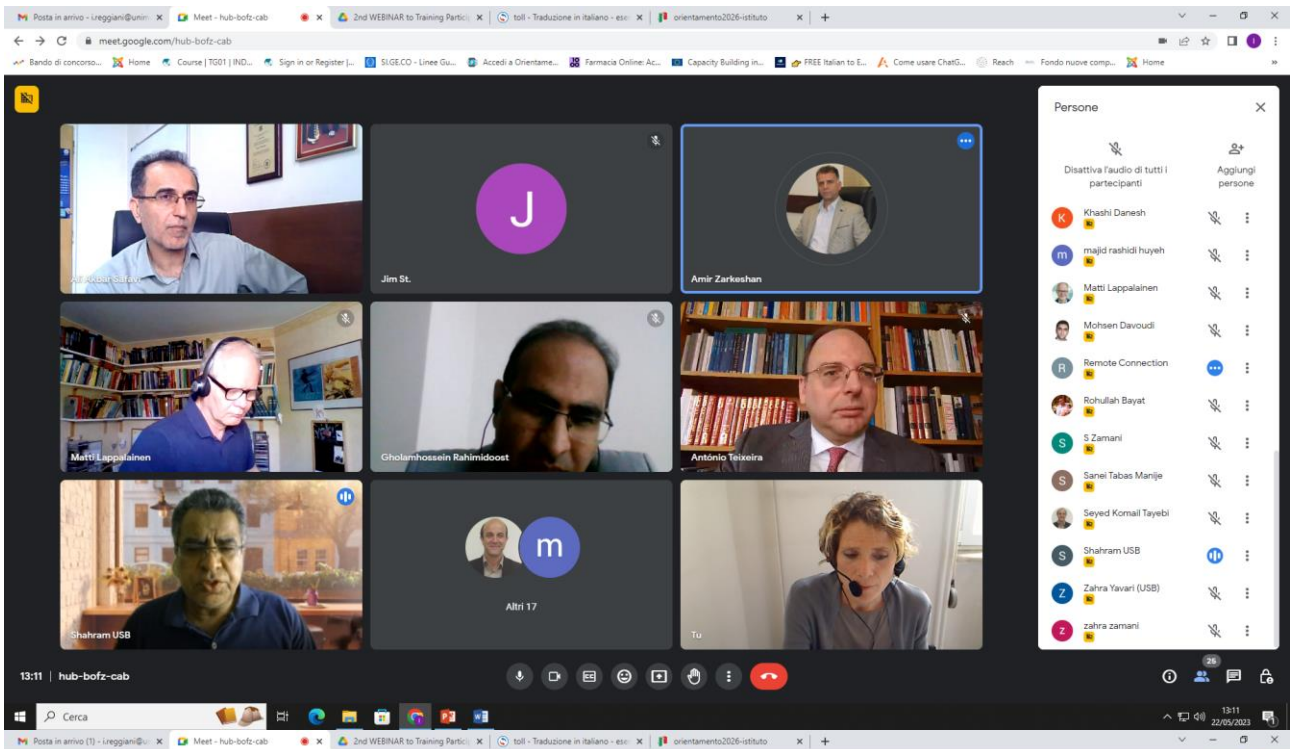 Posta in arrivo - i.reggiani@unim
Meet - hub-bofz-cab
2nd WEBINAR to Training Particip
toll - Traduzione in italiano - ese
orientamento2026-istituto
meet.google.com/hub-bofz-cab
Bando di concorso...
Home
Course | TG01 | IND...
Sign in or Register |...
SI.GE.CO - Linee Gu...
Accedi a Orientame...
Farmacia Online: Ac...
Capacity Building in...
FREE Italian to E...
Come usare ChatG...
Reach
Fondo nuove comp...
Home
Ali Akbar Safavi
J
Jim St.
Amir Zarkeshan
Matti Lappalainen
Gholamhossein Rahimidoost
António Teixeira
Shahram USB
m
Altri 17
Tu
Persone
Disattiva l'audio di tutti i
partecipanti
Aggiungi
persone
K
Khashi Danesh
m
majid rashidi huyeh
Matti Lappalainen
Mohsen Davoudi
R
Remote Connection
Rohullah Bayat
S
S Zamani
S
Sanei Tabas Manije
Seyed Komail Tayebi
S
Shahram USB
Z
Zahra Yavari (USB)
z
zahra zamani
13:11 | hub-bofz-cab
26
Cerca
13:11
22/05/2023
Posta in arrivo (1) - i.reggiani@u
Meet - hub-bofz-cab
2nd WEBINAR to Training Particip
toll - Traduzione in italiano - ese
orientamento2026-istituto